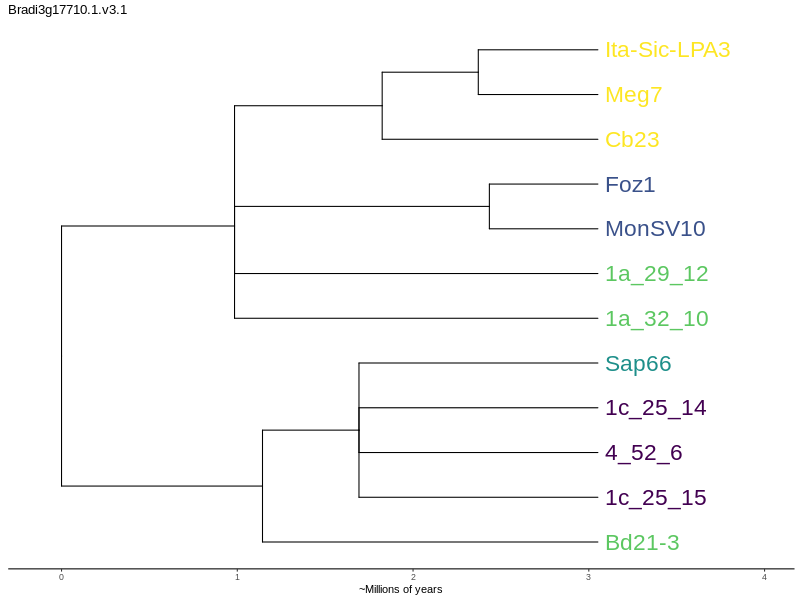 Bradi3g17710.1.v3.1
Ita-Sic-LPA3
Meg7
Cb23
Foz1
MonSV10
1a_29_12
1a_32_10
Sap66
1c_25_14
4_52_6
1c_25_15
Bd21-3
0 1 2 3 4
~Millions of years